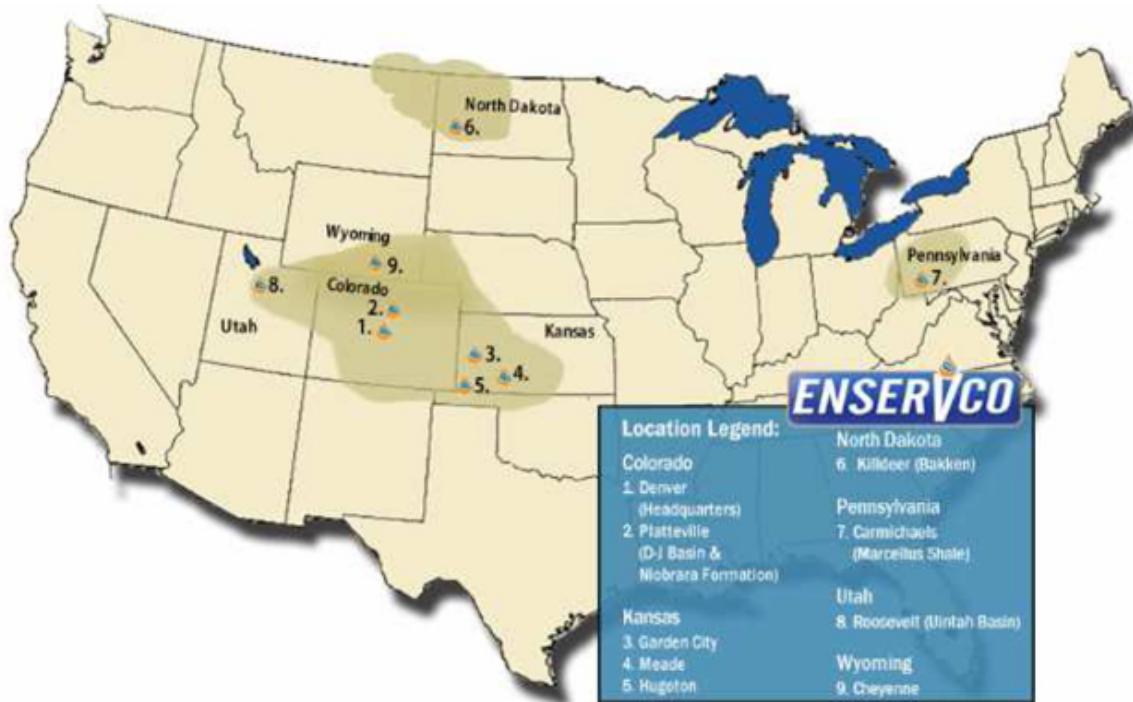 North Dakota
6.
Wyoming
9.
8.
Colorado
2.
1.
Utah
Kansas
3.
4.
5.
Pennsylvania
7.
ENSERVCO
Location Legend:
Colorado
1. Denver
(Headquarters)
2. Platteville
(D-J Basin &
Niobrara Formation)
Kansas
3. Garden City
4. Meade
5. Hugoton
North Dakota
6. Killdeer (Bakken)
Pennsylvania
7. Carmichaels
(Marcellus Shale)
Utah
8. Roosevelt (Uintah Basin)
Wyoming
9. Cheyenne